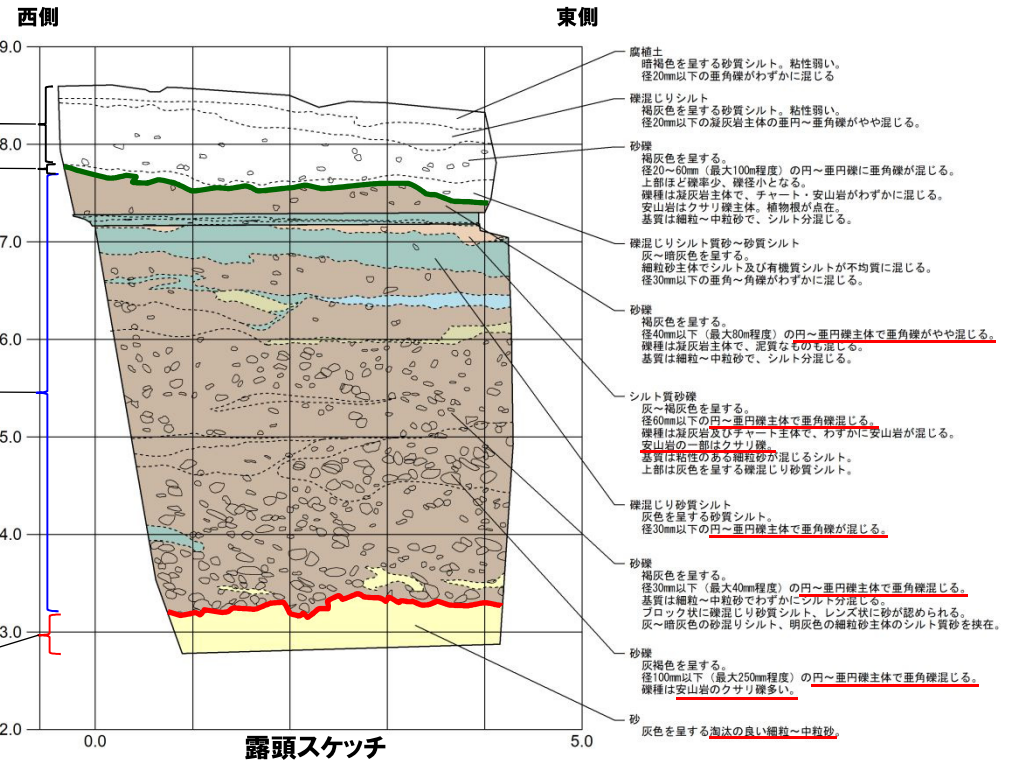 西側
東側
9.0
8.0
7.0
6.0
5.0
4.0
3.0
2.0
0.0
5.0
露頭スケッチ
腐植土
暗褐色を呈する砂質シルト。粘性弱い。
径20mm以下の亜角礫がわずかに混じる
礫混じりシルト
褐灰色を呈する砂質シルト。粘性弱い。
径20mm以下の凝灰岩主体の亜円～亜角礫がやや混じる。
砂礫
褐灰色を呈する。
径20～60mm（最大100m程度）の円～亜円礫に亜角礫が混じる。
上部ほど礫率少、礫径小となる。
礫種は凝灰岩主体で、チャート・安山岩がわずかに混じる。
安山岩はクサリ礫主体。植物根が点在。
基質は細粒～中粒砂で、シルト分混じる。
礫混じりシルト質砂～砂質シルト
灰～暗灰色を呈する。
細粒砂主体でシルト及び有機質シルトが不均質に混じる。
径30mm以下の亜角～角礫がわずかに混じる。
砂礫
褐灰色を呈する。
径40mm以下（最大80m程度）の円～亜円礫主体で亜角礫がやや混じる。
礫種は凝灰岩主体で、泥質なものも混じる。
基質は細粒～中粒砂で、シルト分混じる。
シルト質砂礫
灰～褐灰色を呈する。
径60mm以下の円～亜円礫主体で亜角礫混じる。
礫種は凝灰岩及びチャート主体で、わずかに安山岩が混じる。
安山岩の一部はクサリ礫。
基質は粘性のある細粒砂が混じるシルト。
上部は灰色を呈する礫混じり砂質シルト。
礫混じり砂質シルト
灰色を呈する砂質シルト。
径30mm以下の円～亜円礫主体で亜角礫が混じる。
砂礫
褐灰色を呈する。
径30mm以下（最大40mm程度）の円～亜円礫主体で亜角礫混じる。
基質は細粒～中粒砂でわずかにシルト分混じる。
ブロック状に礫混じり砂質シルト、レンズ状に砂が認められる。
灰～暗灰色の砂混じりシルト、明灰色の細粒砂主体のシルト質砂を挟在。
砂礫
灰褐色を呈する。
径100mm以下（最大250mm程度）の円～亜円礫主体で亜角礫混じる。
礫種は安山岩のクサリ礫多い。
砂
灰色を呈する淘汰の良い細粒～中粒砂。